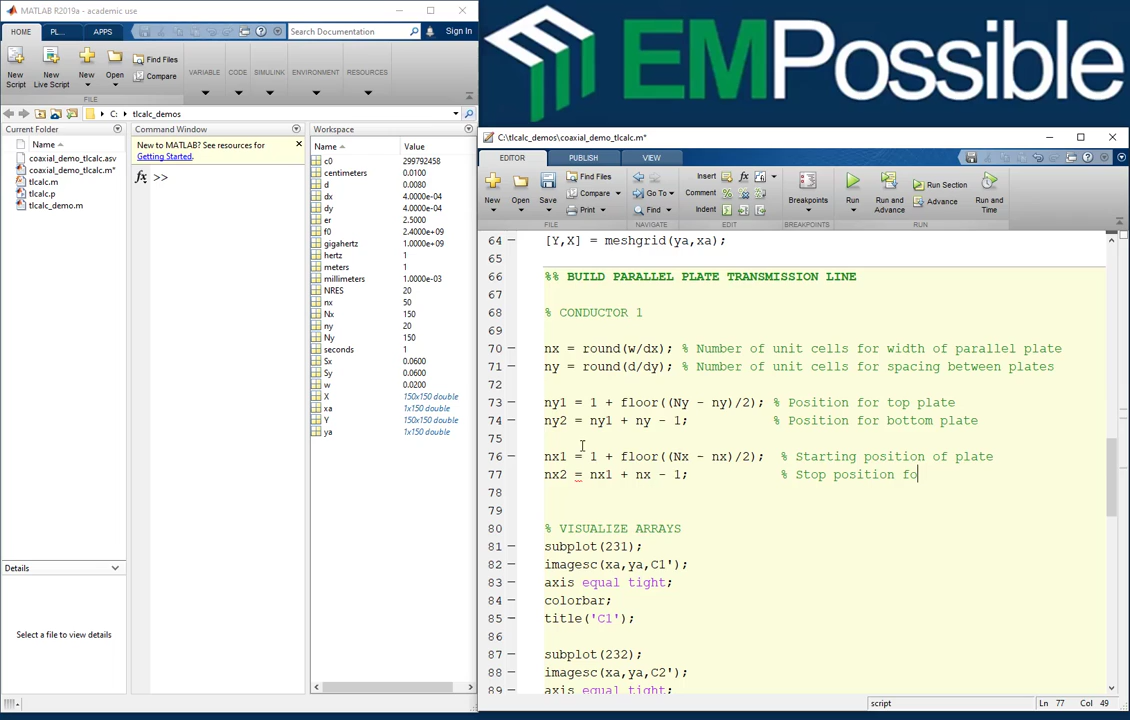 MATLAB R2019a - academic use
HOME
PL...
APPS
Search Documentation
Sign In
New Script
New Live Script
New
Open
Find Files
Compare
VARIABLE
CODE
SIMULINK
ENVIRONMENT
RESOURCES
FILE
C:
tlcalc_demos
Current Folder
Name
coaxial_demo_tlcalc.asv
coaxial_demo_tlcalc.m*
tlcalc.m
tlcalc.p
tlcalc_demo.m
Details
Select a file to view details
Command Window
New to MATLAB? See resources for
Getting Started.
fx >>
Workspace
Name Value
c0 299792458
centimeters 0.0100
d 0.0080
dx 4.0000e-04
dy 4.0000e-04
er 2.5000
f0 2.4000e+09
gigahertz 1.0000e+09
hertz 1
meters 1
millimeters 1.0000e-03
NRES 20
nx 50
Nx 150
ny 20
Ny 150
seconds 1
Sx 0.0600
Sy 0.0600
w 0.0200
X 150x150 double
xa 1x150 double
Y 150x150 double
ya 1x150 double
EMPossible
C:\tlcalc_demos\coaxial_demo_tlcalc.m*
EDITOR
PUBLISH
VIEW
New
Open
Save
Find Files
Compare
Print
Go To
Find
Insert
Comment
Indent
Breakpoints
Run
Run and Advance
Run Section
Advance
Run and Time
FILE
NAVIGATE
EDIT
BREAKPOINTS
RUN
64 [Y,X] = meshgrid(ya,xa);
65
66 %% BUILD PARALLEL PLATE TRANSMISSION LINE
67
68 % CONDUCTOR 1
69
70 nx = round(w/dx); % Number of unit cells for width of parallel plate
71 ny = round(d/dy); % Number of unit cells for spacing between plates
72
73 ny1 = 1 + floor((Ny - ny)/2); % Position for top plate
74 ny2 = ny1 + ny - 1; % Position for bottom plate
75
76 nx1 = 1 + floor((Nx - nx)/2); % Starting position of plate
77 nx2 = nx1 + nx - 1; % Stop position fo
78
79
80 % VISUALIZE ARRAYS
81 subplot(231);
82 imagesc(xa,ya,C1');
83 axis equal tight;
84 colorbar;
85 title('C1');
86
87 subplot(232);
88 imagesc(xa,ya,C2');
89 axis equal tight;
script
Ln 77 Col 49